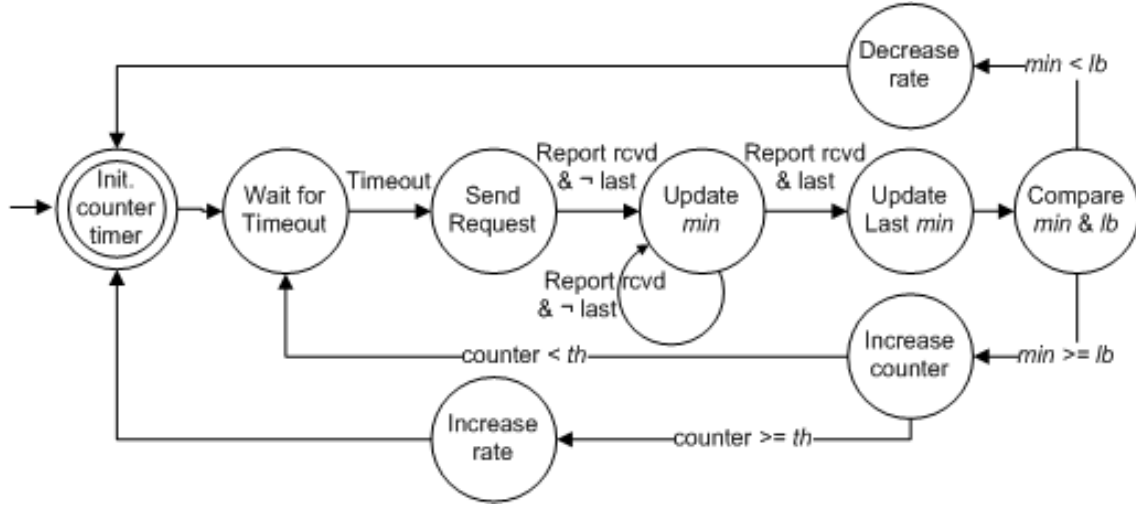 Decrease
rate
min < lb
Init.
counter
timer
Wait for
Timeout
Timeout
Send
Request
Report rcvd
& ¬ last
Update
min
Report rcvd
& last
Update
Last min
Compare
min & lb
Report rcvd
& ¬ last
counter < th
Increase
counter
min >= lb
Increase
rate
counter >= th